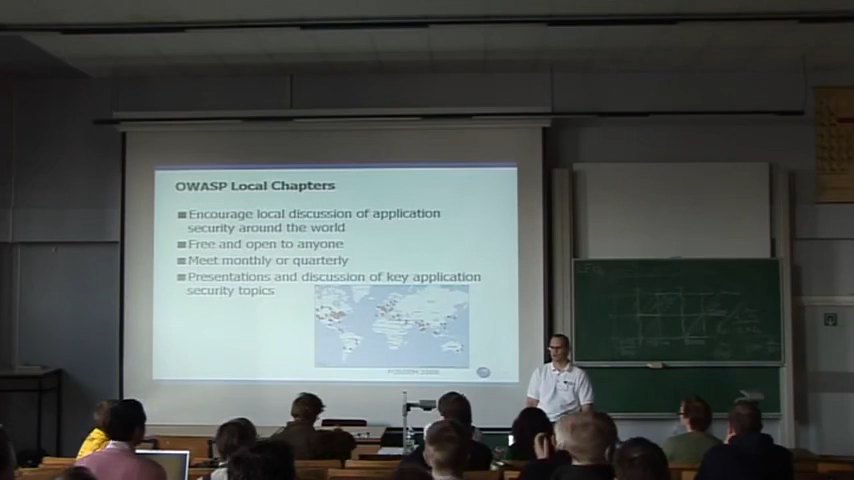 OWASP Local Chapters
Encourage local discussion of application
security around the world
Free and open to anyone
Meet monthly or quarterly
Presentations and discussion of key application
security topics